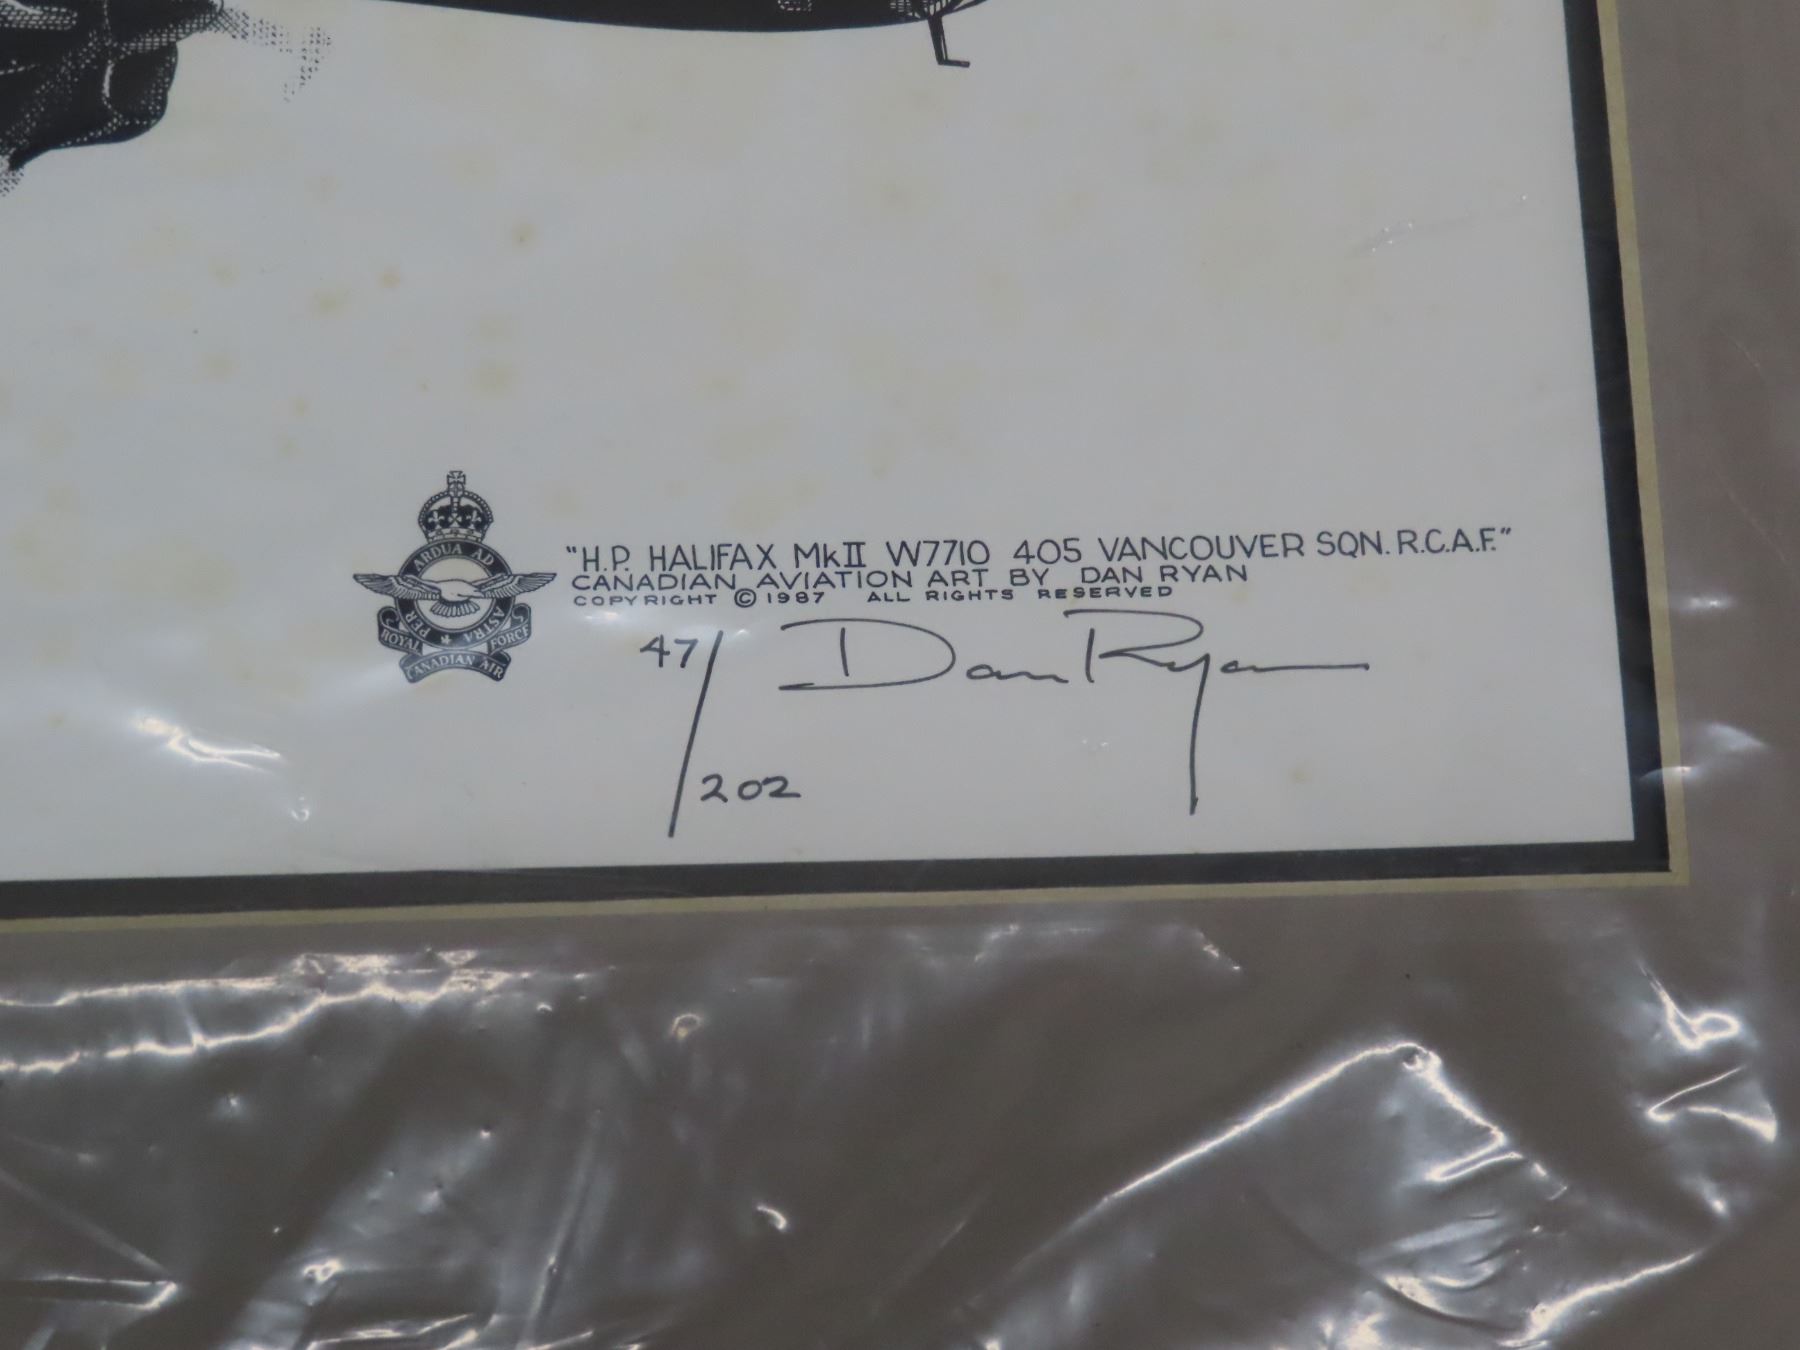 ARDUA AD
PER ASTRA
ROYAL CANADIAN AIR FORCE
"H.P. HALIFAX MkII W7710 405 VANCOUVER SQN. R.C.A.F."
CANADIAN AVIATION ART BY DAN RYAN
COPYRIGHT © 1987 ALL RIGHTS RESERVED
47/202 Dan Ryan